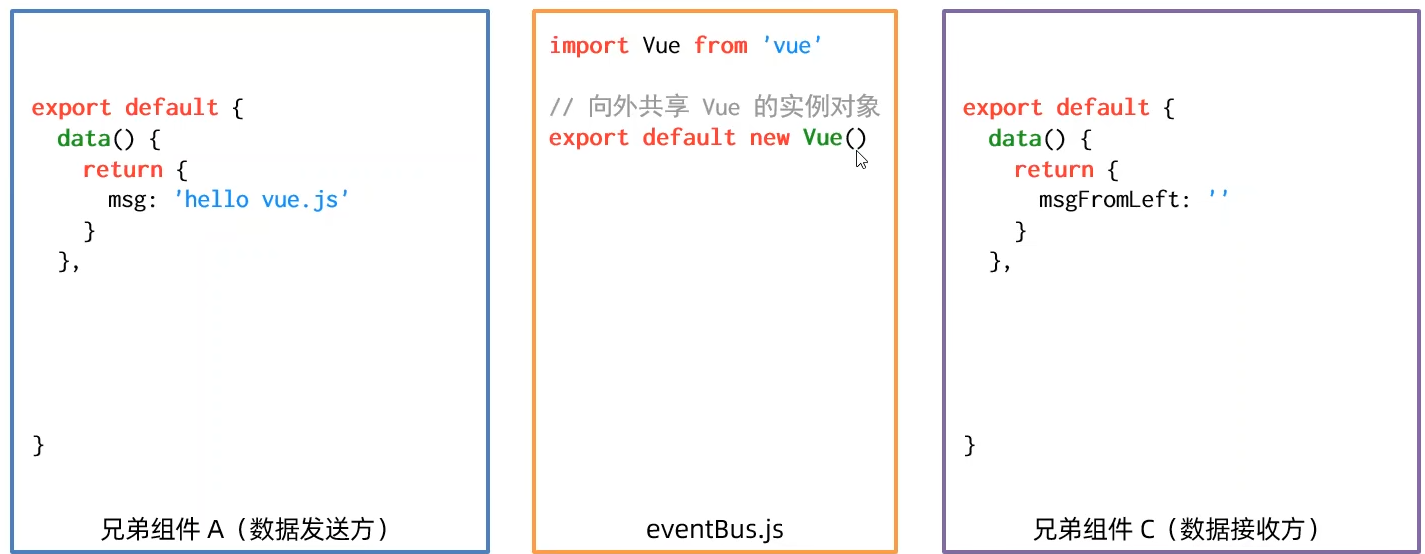 export default {
data() {
return {
msg: 'hello vue.js'
}
},
}
兄弟组件 A（数据发送方）
import Vue from 'vue'
// 向外共享 Vue 的实例对象
export default new Vue()
eventBus.js
export default {
data() {
return {
msgFromLeft: ''
}
},
}
兄弟组件 C（数据接收方）